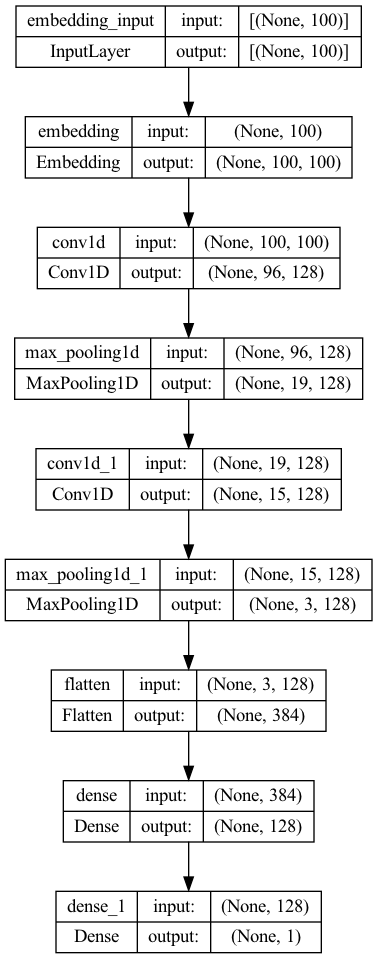 embedding_input input: [(None, 100)]
InputLayer output: [(None, 100)]
embedding input: (None, 100)
Embedding output: (None, 100, 100)
conv1d input: (None, 100, 100)
Conv1D output: (None, 96, 128)
max_pooling1d input: (None, 96, 128)
MaxPooling1D output: (None, 19, 128)
conv1d_1 input: (None, 19, 128)
Conv1D output: (None, 15, 128)
max_pooling1d_1 input: (None, 15, 128)
MaxPooling1D output: (None, 3, 128)
flatten input: (None, 3, 128)
Flatten output: (None, 384)
dense input: (None, 384)
Dense output: (None, 128)
dense_1 input: (None, 128)
Dense output: (None, 1)